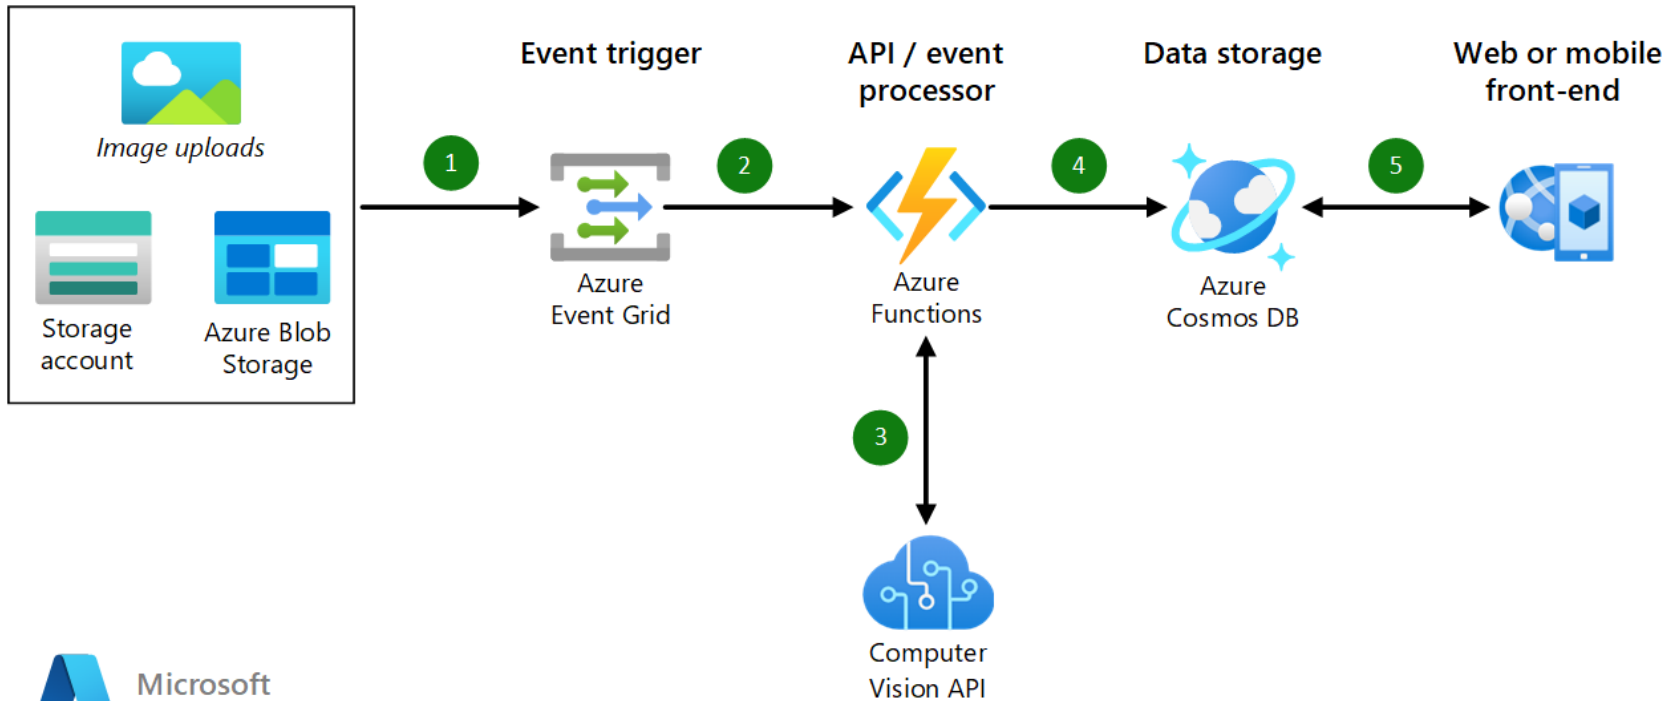 Event trigger
API / event
processor
Data storage
Web or mobile
front-end
Image uploads
1
2
4
5
Storage
account
Azure Blob
Storage
Azure
Event Grid
Azure
Functions
Azure
Cosmos DB
3
Computer
Vision API
Microsoft